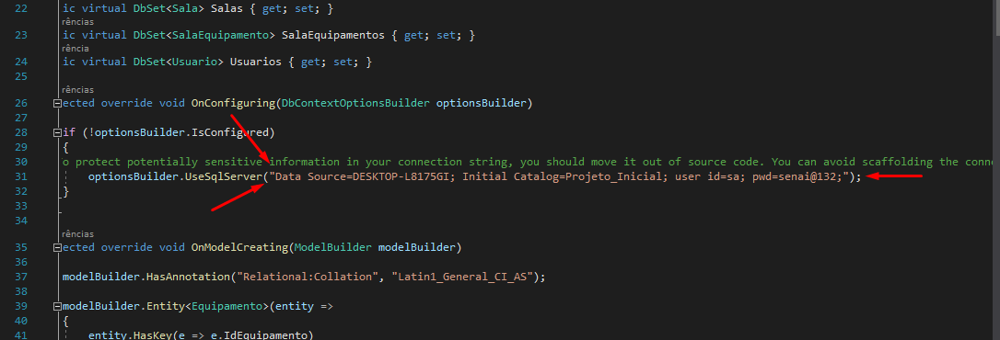 22 ic virtual DbSet<Sala> Salas { get; set; }
rências
23 ic virtual DbSet<SalaEquipamento> SalaEquipamentos { get; set; }
rência
24 ic virtual DbSet<Usuario> Usuarios { get; set; }
25
rências
26 ected override void OnConfiguring(DbContextOptionsBuilder optionsBuilder)
27
28 if (!optionsBuilder.IsConfigured)
29 {
30 o protect potentially sensitive information in your connection string, you should move it out of source code. You can avoid scaffolding the conne
31 optionsBuilder.UseSqlServer("Data Source=DESKTOP-L8175GI; Initial Catalog=Projeto_Inicial; user id=sa; pwd=senai@132;");
32 }
33
34
rências
35 ected override void OnModelCreating(ModelBuilder modelBuilder)
36
37 modelBuilder.HasAnnotation("Relational:Collation", "Latin1_General_CI_AS");
38
39 modelBuilder.Entity<Equipamento>(entity =>
40 {
41 entity.HasKey(e => e.IdEquipamento)